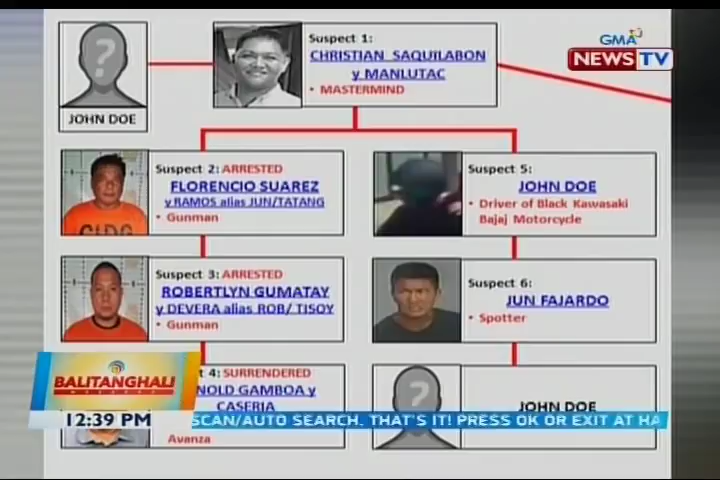 GMA
NEWS TV
JOHN DOE
Suspect 1:
CHRISTIAN SAQUILABON
y MANLUTAC
• MASTERMIND
Suspect 2: ARRESTED
FLORENCIO SUAREZ
y RAMOS alias JUN/TATANG
• Gunman
CIDG
Suspect 3: ARRESTED
ROBERTLYN GUMATAY
y DEVERA alias ROB/ TISOY
• Gunman
t 4: SURRENDERED
NOLD GAMBOA y
CASERIA
Avanza
Suspect 5:
JOHN DOE
• Driver of Black Kawasaki
Bajaj Motorcycle
Suspect 6:
JUN FAJARDO
• Spotter
JOHN DOE
BALITANGHALI
12:39 PM
SCAN/AUTO SEARCH. THAT'S IT! PRESS OK OR EXIT AT HA